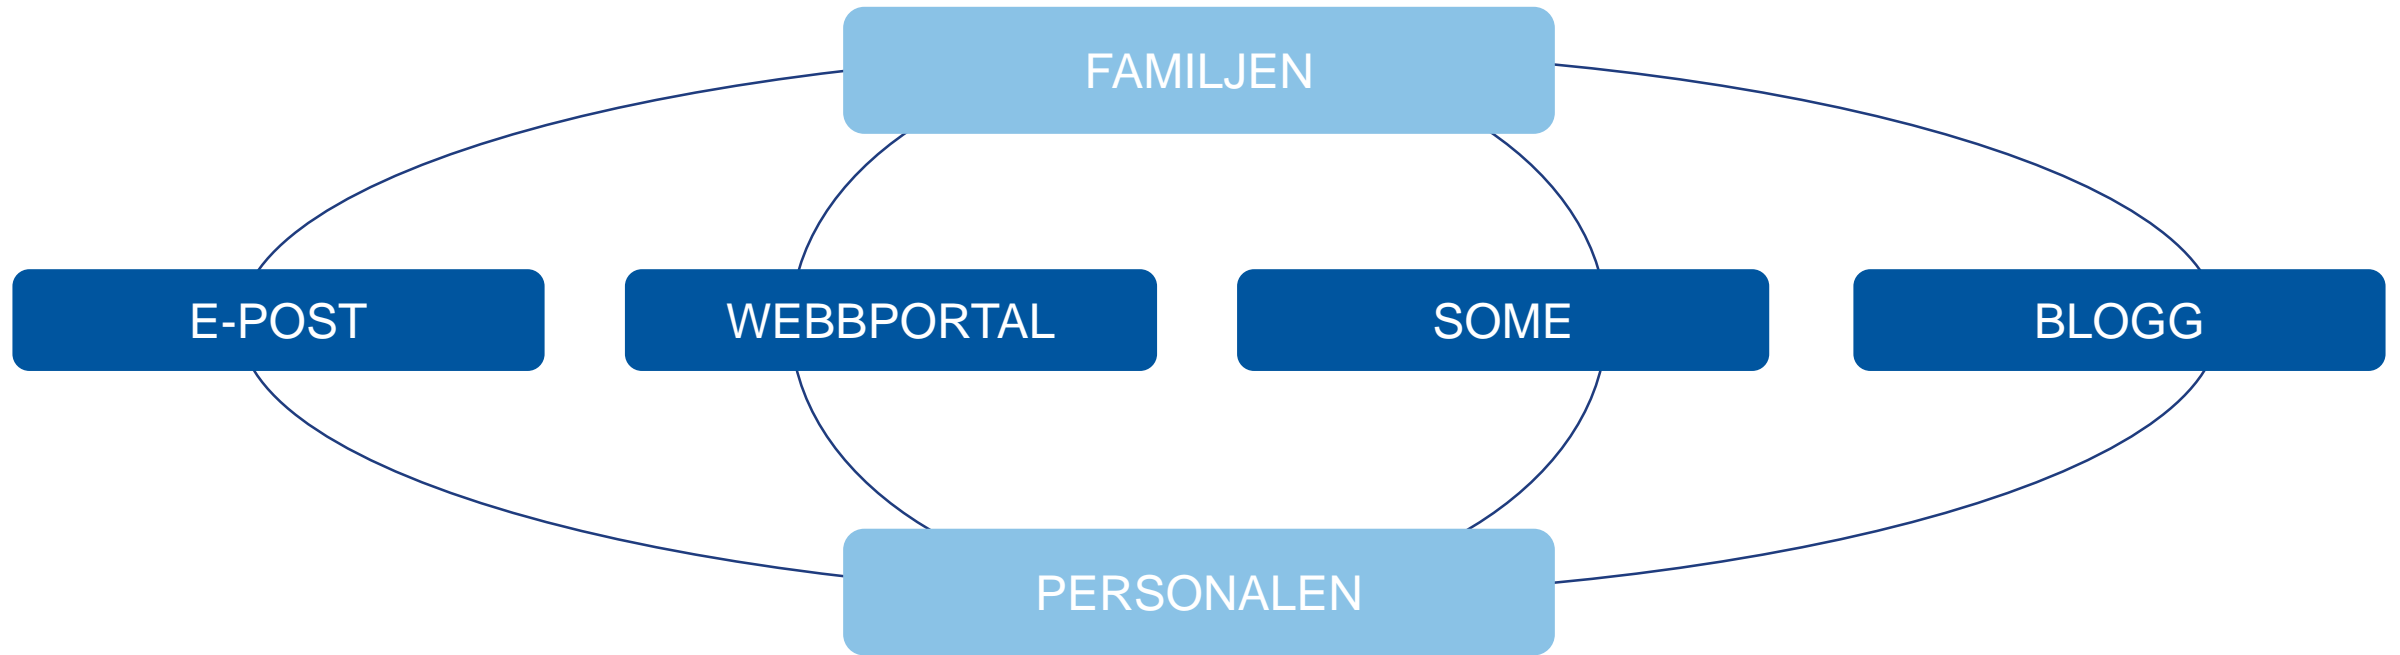 FAMILJEN
E-POST
WEBBPORTAL
SOME
BLOGG
PERSONALEN